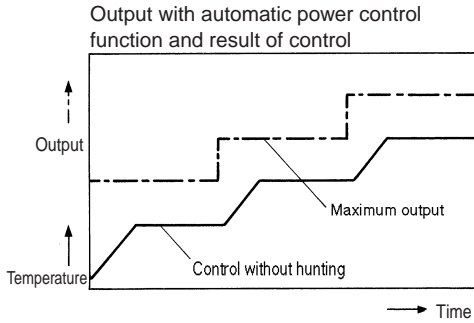 Output with automatic power control
function and result of control
Output
Maximum output
Temperature
Control without hunting
Time